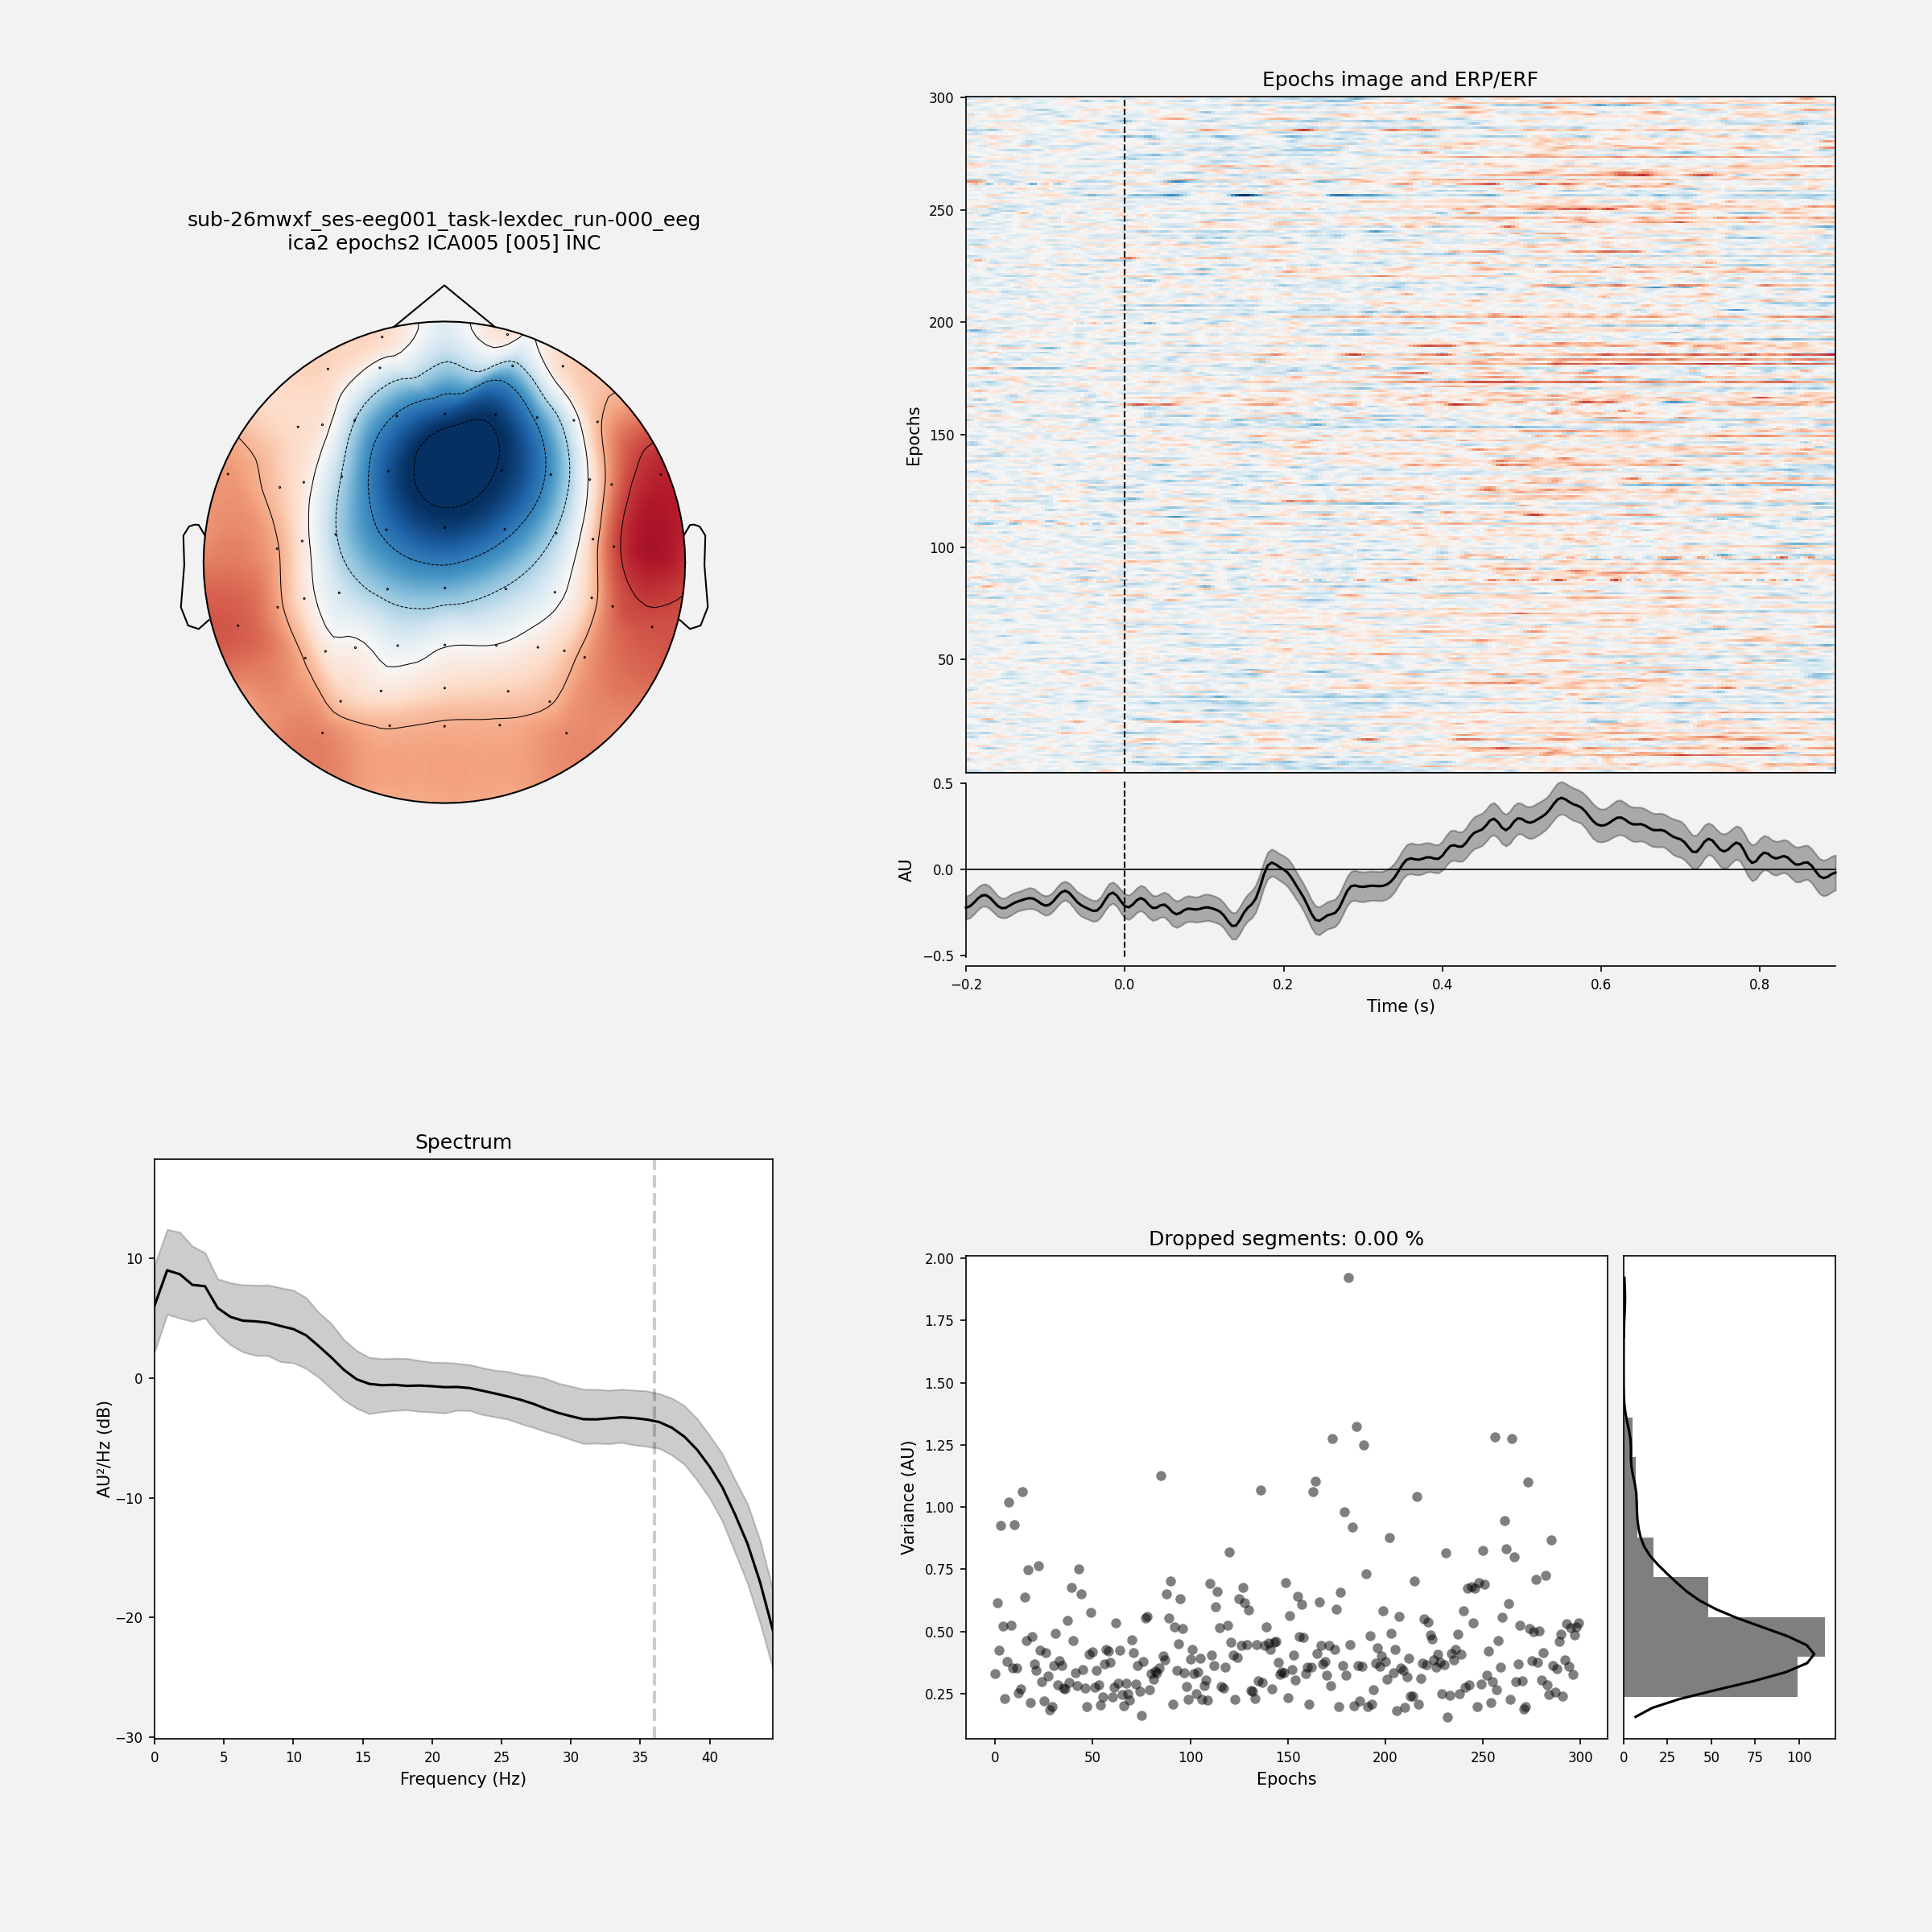 sub-26mwxf_ses-eeg001_task-lexdec_run-000_eeg
ica2 epochs2 ICA005 [005] INC
Epochs image and ERP/ERF
300
250
200
150
100
50
Epochs
0.5
0.0
−0.5
AU
−0.2 0.0 0.2 0.4 0.6 0.8
Time (s)
Spectrum
10
0
−10
−20
−30
AU²/Hz (dB)
0 5 10 15 20 25 30 35 40
Frequency (Hz)
Dropped segments: 0.00 %
2.00
1.75
1.50
1.25
1.00
0.75
0.50
0.25
Variance (AU)
0 50 100 150 200 250 300
Epochs
0 25 50 75 100